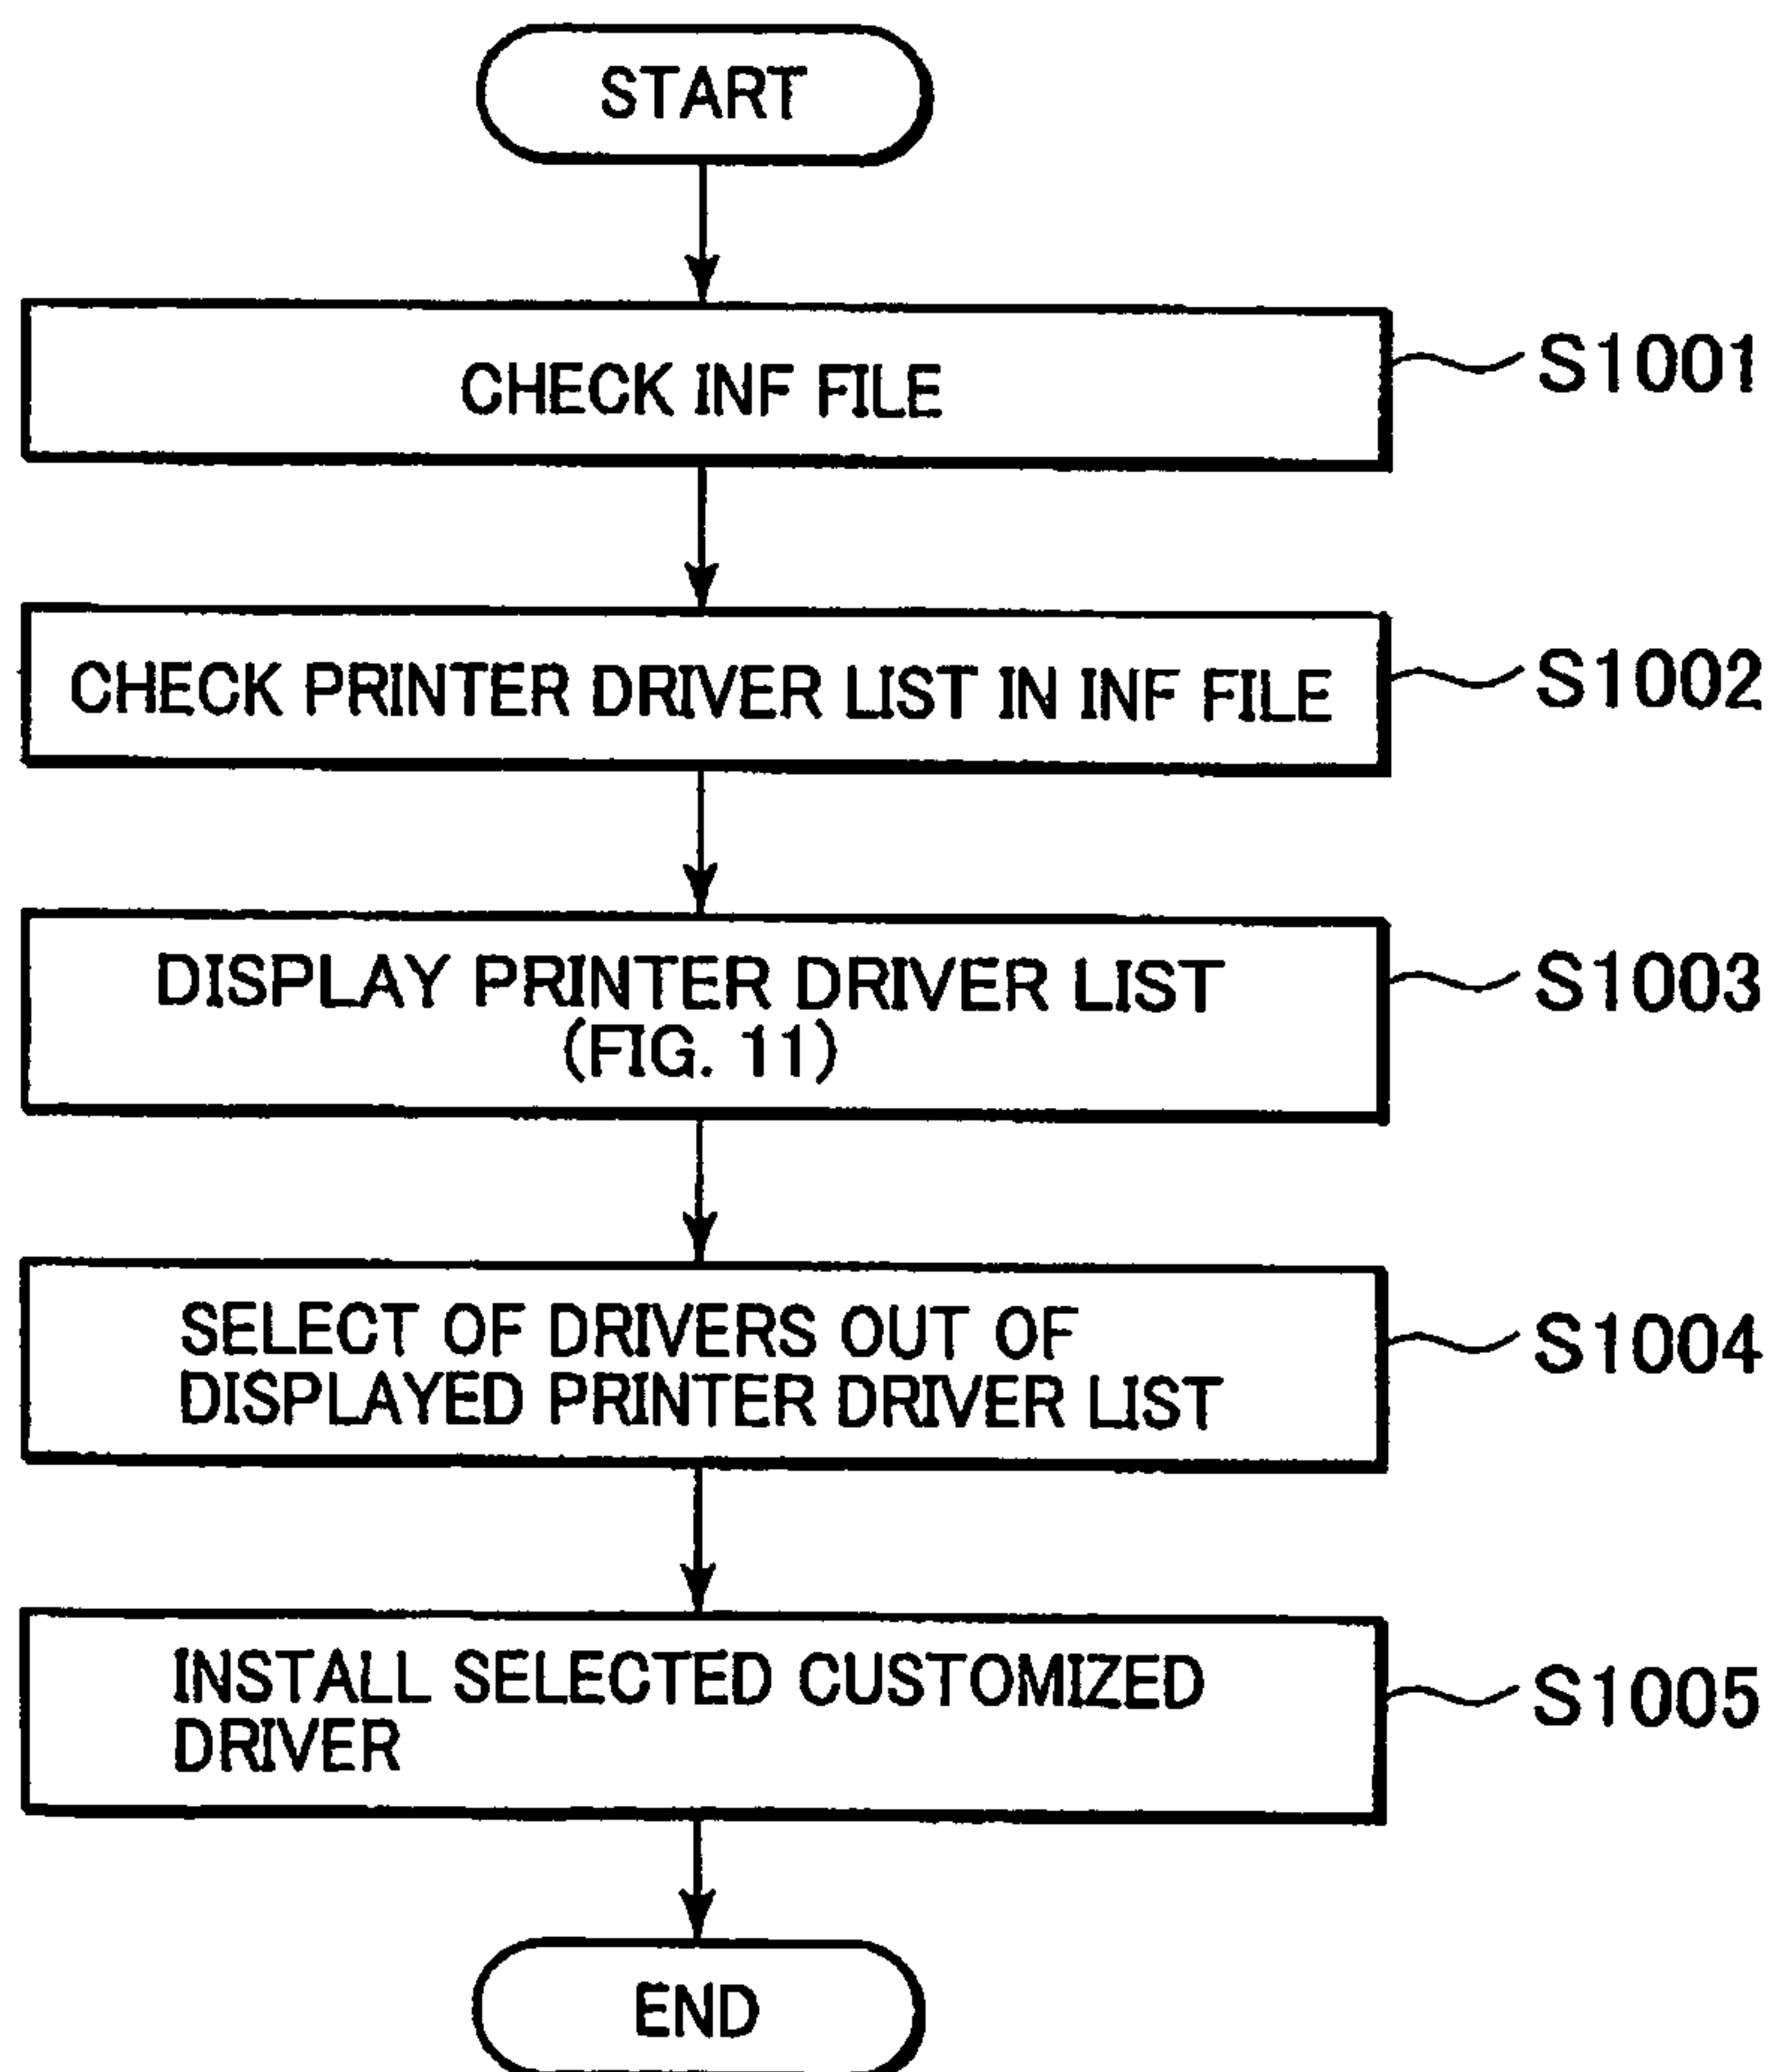 START
CHECK INF FILE
S1001
CHECK PRINTER DRIVER LIST IN INF FILE
S1002
DISPLAY PRINTER DRIVER LIST
(FIG. 11)
S1003
SELECT OF DRIVERS OUT OF
DISPLAYED PRINTER DRIVER LIST
S1004
INSTALL SELECTED CUSTOMIZED
DRIVER
S1005
END